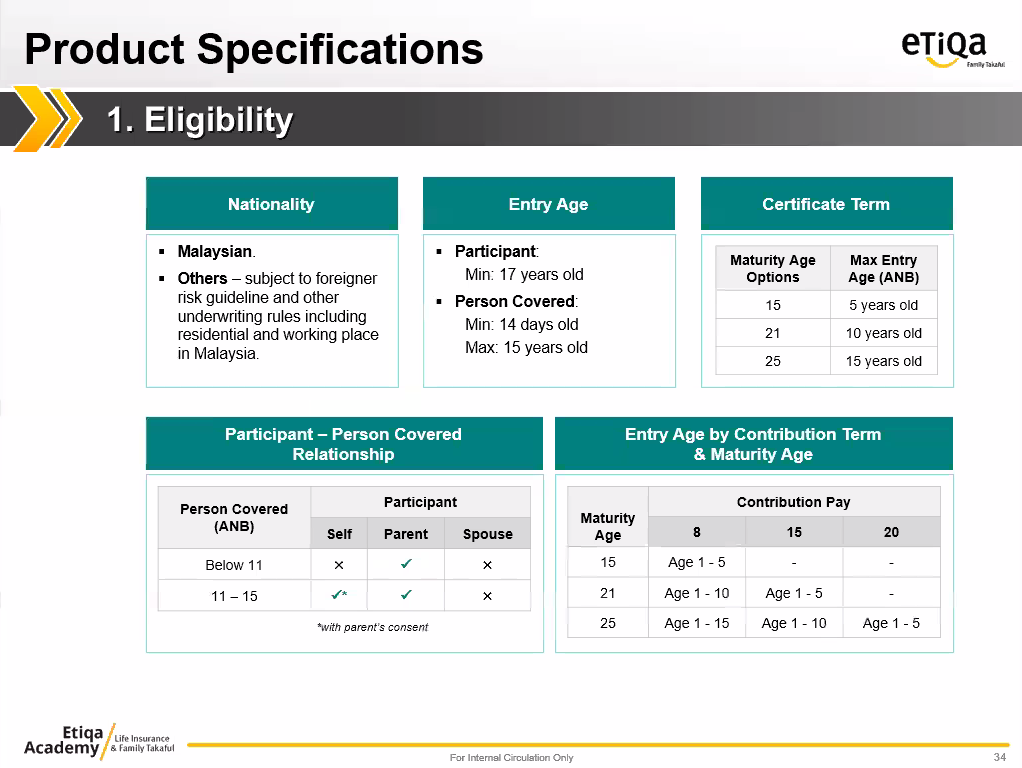 Product Specifications
eTiQa
Family Takaful
1. Eligibility
Nationality
▪ Malaysian.
▪ Others – subject to foreigner
risk guideline and other
underwriting rules including
residential and working place
in Malaysia.
Entry Age
▪ Participant:
Min: 17 years old
▪ Person Covered:
Min: 14 days old
Max: 15 years old
Certificate Term
Maturity Age Options Max Entry Age (ANB)
15 5 years old
21 10 years old
25 15 years old
Participant – Person Covered
Relationship
Person Covered (ANB) Participant
Self Parent Spouse
Below 11 × ✓ ×
11 – 15 ✓* ✓ ×
*with parent's consent
Entry Age by Contribution Term
& Maturity Age
Maturity Age Contribution Pay
8 15 20
15 Age 1 - 5 - -
21 Age 1 - 10 Age 1 - 5 -
25 Age 1 - 15 Age 1 - 10 Age 1 - 5
Etiqa
Academy
Life Insurance
& Family Takaful
For Internal Circulation Only
34